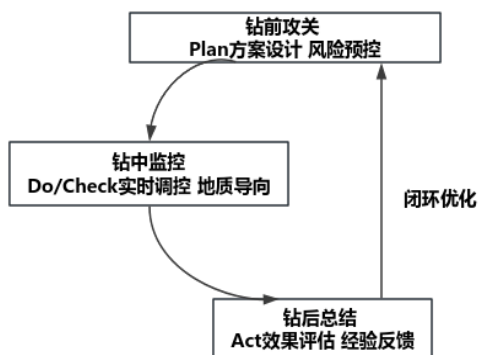 钻前攻关
Plan方案设计 风险预控
钻中监控
Do/Check实时调控 地质导向
闭环优化
钻后总结
Act效果评估 经验反馈